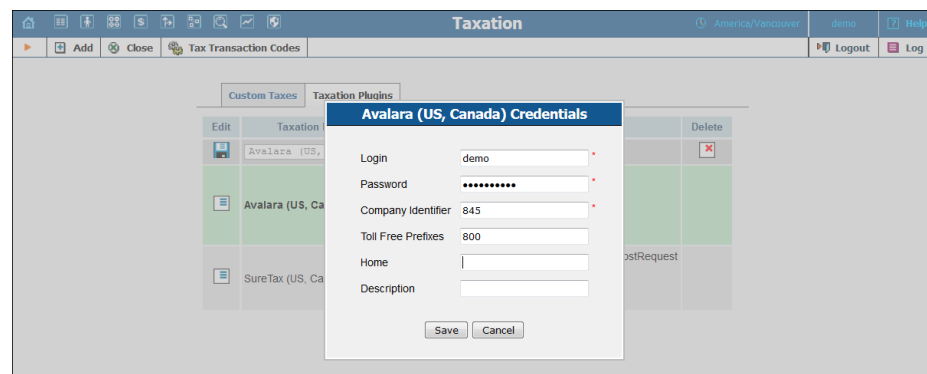 Taxation
America/Vancouver
demo
Help
Add
Close
Tax Transaction Codes
Logout
Log
Custom Taxes
Taxation Plugins
Avalara (US, Canada) Credentials
Edit
Taxation
Delete
Avalara (US,
Login
demo
*
Password
*
Avalara (US, Ca
Company Identifier
845
*
Toll Free Prefixes
800
Home
ostRequest
SureTax (US, Ca
Description
Save
Cancel